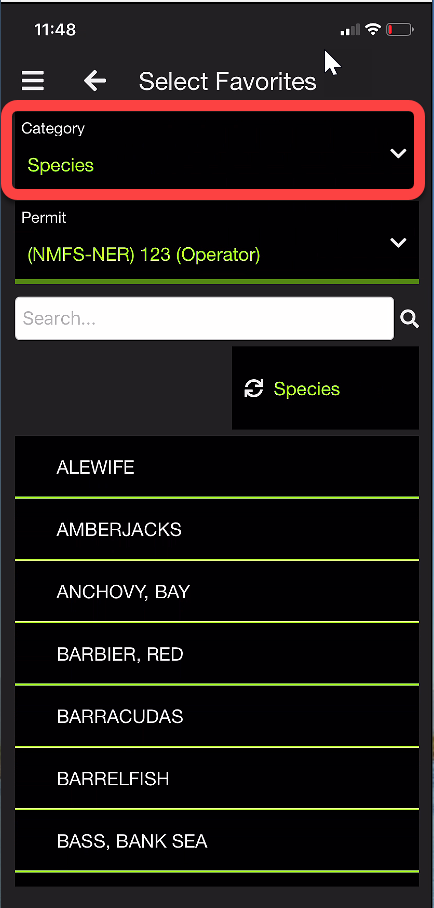 11:48
Select Favorites
Category
Species
Permit
(NMFS-NER) 123 (Operator)
Search...
Species
ALEWIFE
AMBERJACKS
ANCHOVY, BAY
BARBIER, RED
BARRACUDAS
BARRELFISH
BASS, BANK SEA